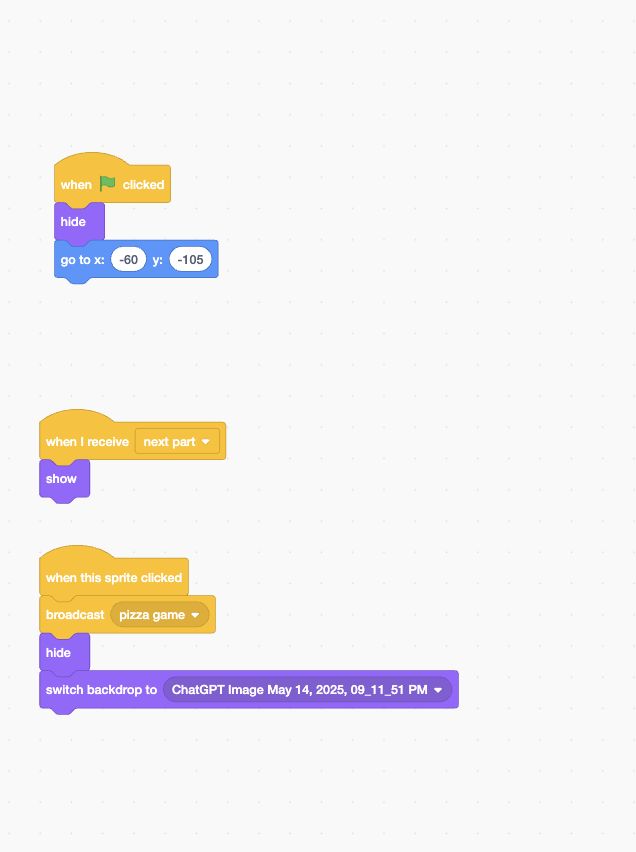 when clicked
hide
go to x: -60 y: -105
when I receive next part
show
when this sprite clicked
broadcast pizza game
hide
switch backdrop to ChatGPT Image May 14, 2025, 09_11_51 PM